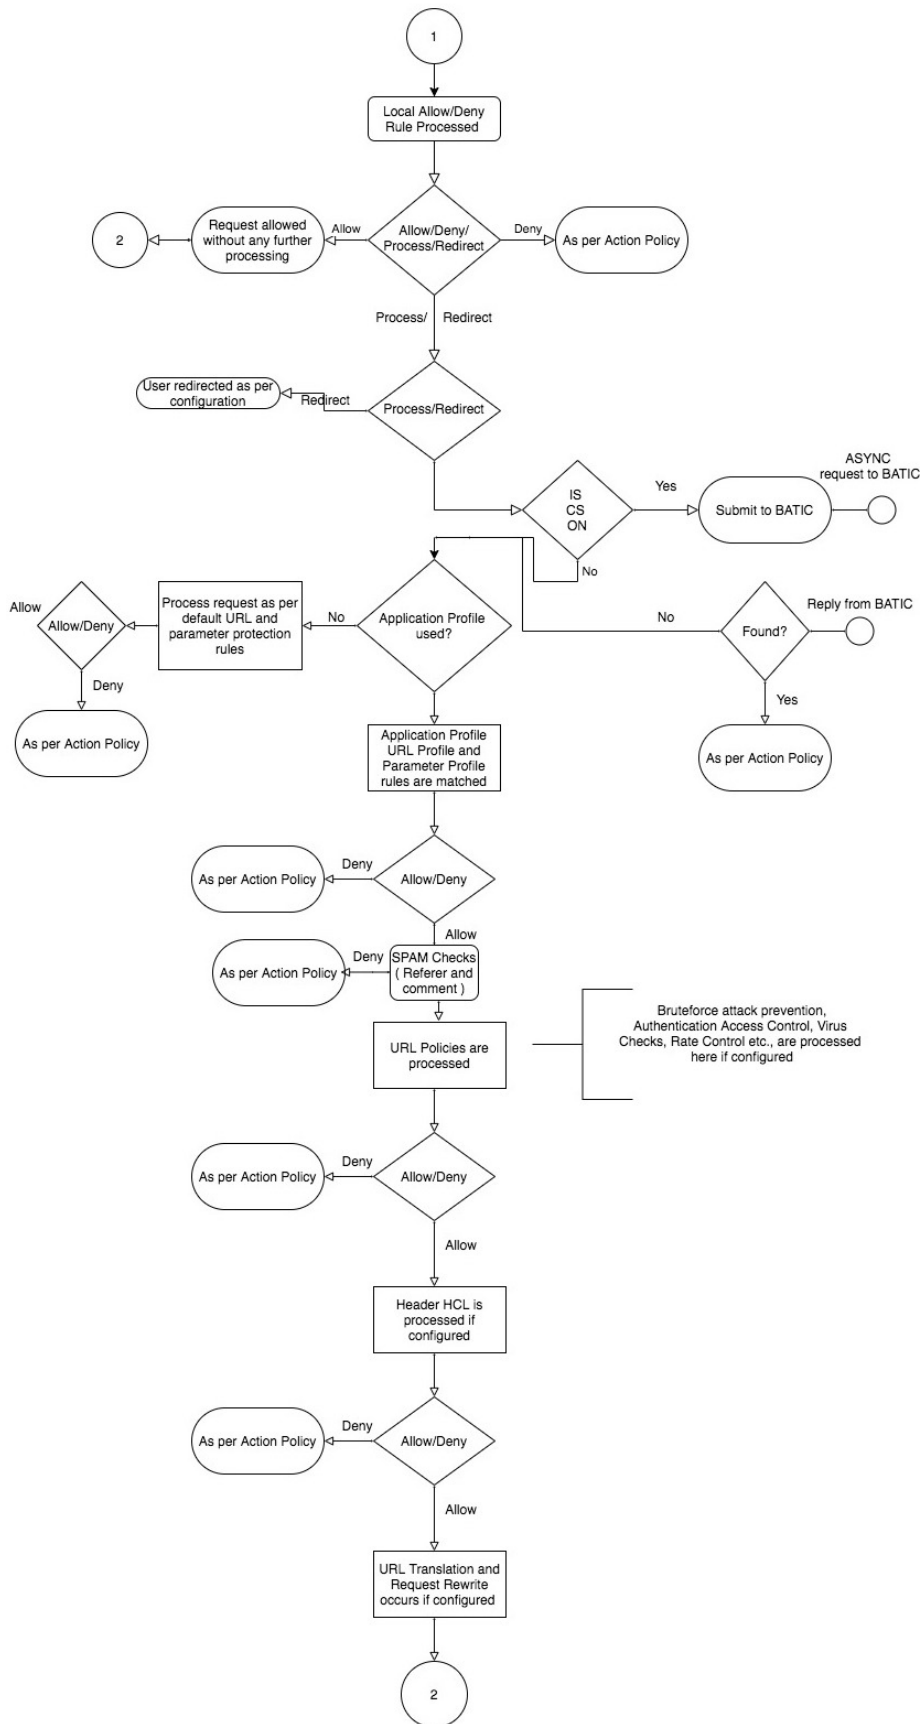 1
Local Allow/Deny
Rule Processed
2
Request allowed
without any further
processing
Allow
Allow/Deny/
Process/Redirect
Deny
As per Action Policy
Process/
Redirect
User redirected as per
configuration
Redirect
Process/Redirect
IS
CS
ON
Yes
Submit to BATIC
ASYNC
request to BATIC
No
Allow
Allow/Deny
Process request as per
default URL and
parameter protection
rules
No
Application Profile
used?
No
Found?
Reply from BATIC
Deny
As per Action Policy
Yes
As per Action Policy
Application Profile
URL Profile and
Parameter Profile
rules are matched
As per Action Policy
Deny
Allow/Deny
Allow
As per Action Policy
Deny
SPAM Checks
( Referer and
comment )
URL Policies are
processed
Bruteforce attack prevention,
Authentication Access Control, Virus
Checks, Rate Control etc., are processed
here if configured
As per Action Policy
Deny
Allow/Deny
Allow
Header HCL is
processed if
configured
As per Action Policy
Deny
Allow/Deny
Allow
URL Translation and
Request Rewrite
occurs if configured
2